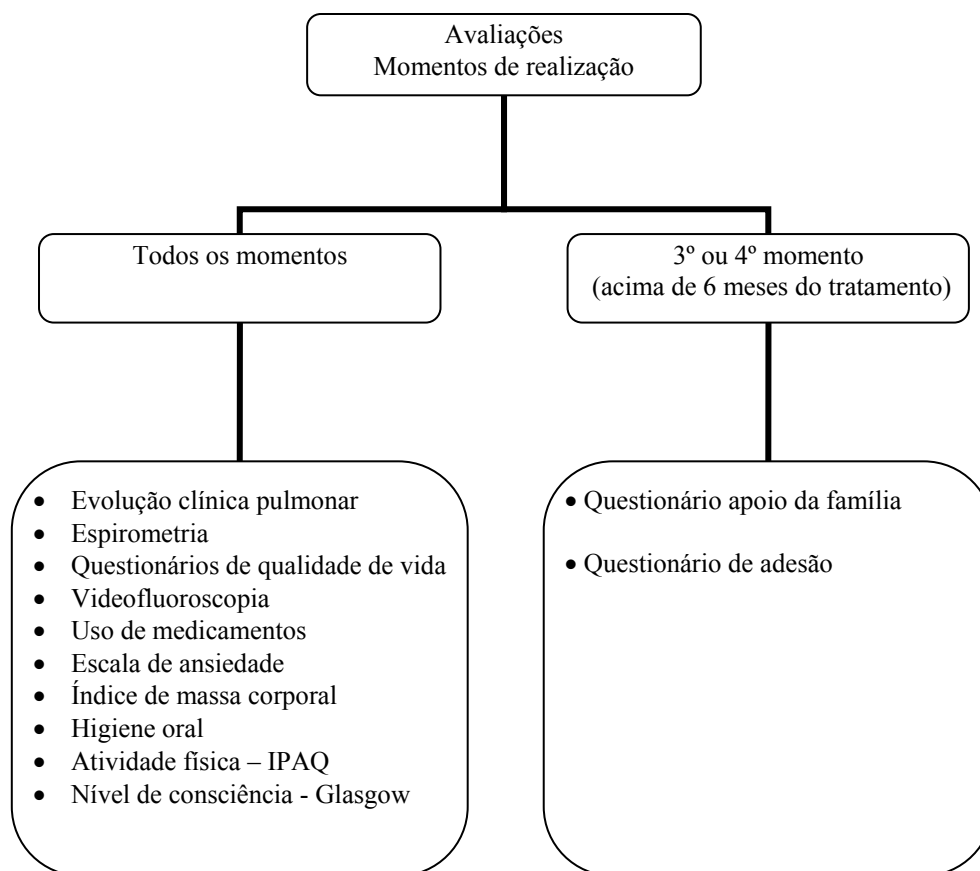 Avaliações
Momentos de realização
Todos os momentos
3º ou 4º momento
(acima de 6 meses do tratamento)
• Evolução clínica pulmonar
• Espirometria
• Questionários de qualidade de vida
• Videofluoroscopia
• Uso de medicamentos
• Escala de ansiedade
• Índice de massa corporal
• Higiene oral
• Atividade física – IPAQ
• Nível de consciência - Glasgow
• Questionário apoio da família
• Questionário de adesão